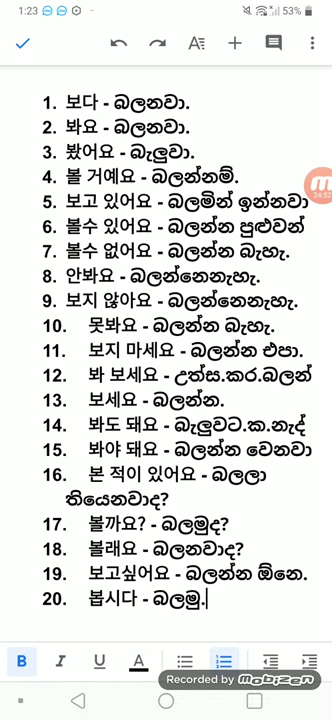 1:23 53%
1. 보다 - බලනවා.
2. 봐요 - බලනවා.
3. 봤어요 - බැලුවා.
4. 볼 거예요 - බලන්නම්.
5. 보고 있어요 - බලමින් ඉන්නවා
24:52
6. 볼수 있어요 - බලන්න පුළුවන්
7. 볼수 없어요 - බලන්න බැහැ.
8. 안봐요 - බලන්නෙනැහැ.
9. 보지 않아요 - බලන්නෙනැහැ.
10. 못봐요 - බලන්න බැහැ.
11. 보지 마세요 - බලන්න එපා.
12. 봐 보세요 - උත්ස.කර.බලන්
13. 보세요 - බලන්න.
14. 봐도 돼요 - බැලුවට.ක.නැද්
15. 봐야 돼요 - බලන්න වෙනවා
16. 본 적이 있어요 - බලලා
තියෙනවාද?
17. 볼까요? - බලමුද?
18. 볼래요 - බලනවාද?
19. 보고싶어요 - බලන්න ඕනෙ.
20. 봅시다 - බලමු.
B I U A
Recorded by Mobizen